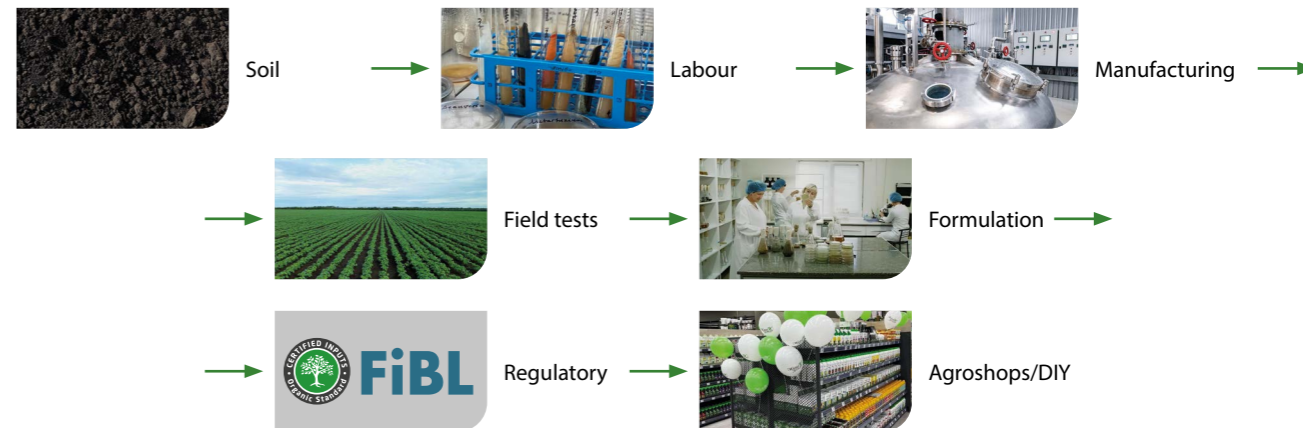 Soil
Labour
Manufacturing
Field tests
Formulation
CERTIFIED INPUTS
Organic Standard
FiBL
Regulatory
Agroshops/DIY